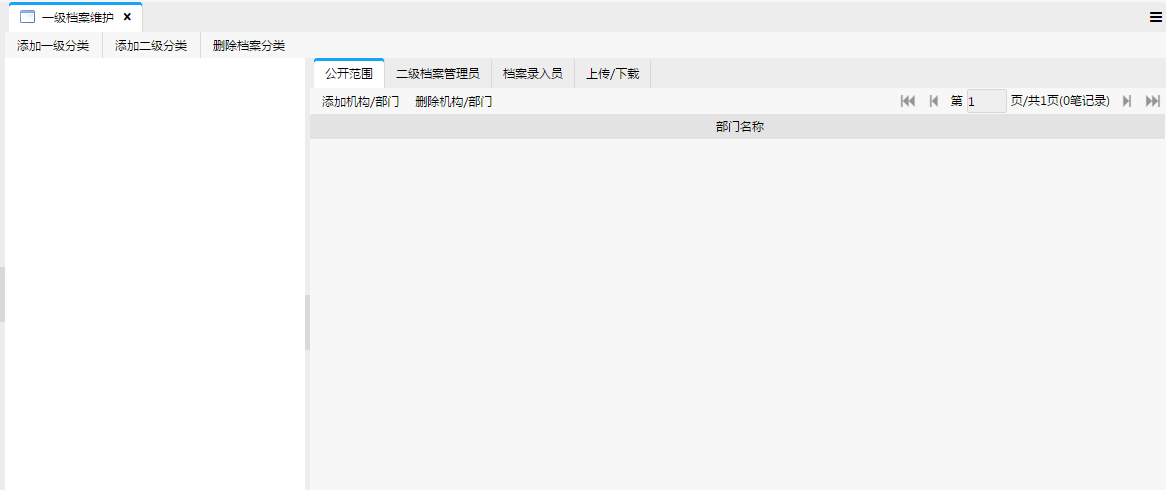 一级档案维护
添加一级分类 添加二级分类 删除档案分类
公开范围 二级档案管理员 档案录入员 上传/下载
添加机构/部门 删除机构/部门 第 1 页/共1页(0笔记录)
部门名称